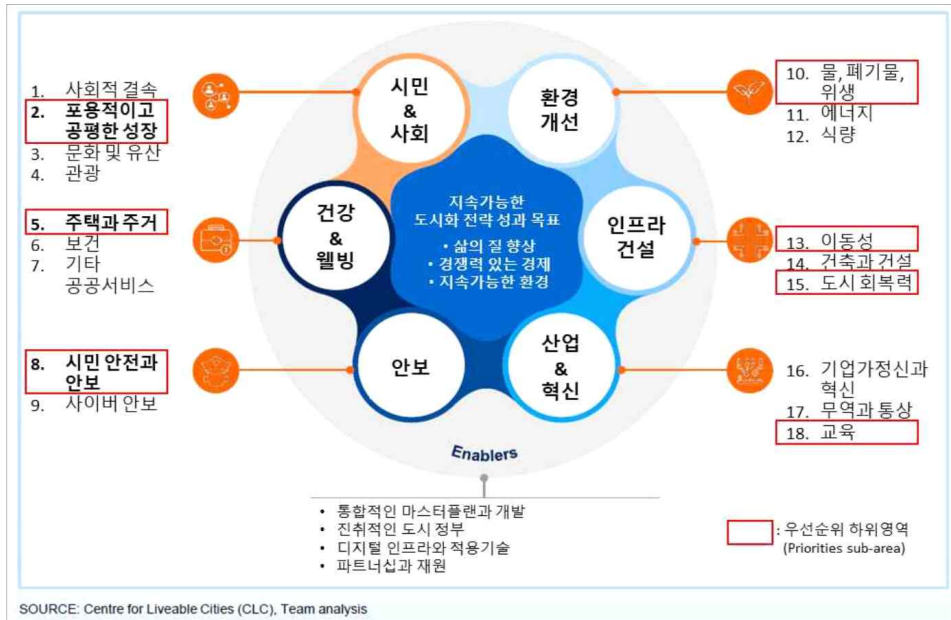 1. 사회적 결속
2. 포용적이고
공평한 성장
3. 문화 및 유산
4. 관광
5. 주택과 주거
6. 보건
7. 기타
공공서비스
8. 시민 안전과
안보
9. 사이버 안보
시민
&
사회
환경
개선
건강
&
웰빙
인프라
건설
안보
산업
&
혁신
지속가능한
도시화 전략 성과 목표
• 삶의 질 향상
• 경쟁력 있는 경제
• 지속가능한 환경
10. 물, 폐기물,
위생
11. 에너지
12. 식량
13. 이동성
14. 건축과 건설
15. 도시 회복력
16. 기업가정신과
혁신
17. 무역과 통상
18. 교육
Enablers
• 통합적인 마스터플랜과 개발
• 진취적인 도시 정부
• 디지털 인프라와 적용기술
• 파트너십과 재원
: 우선순위 하위영역
(Priorities sub-area)
SOURCE: Centre for Liveable Cities (CLC), Team analysis